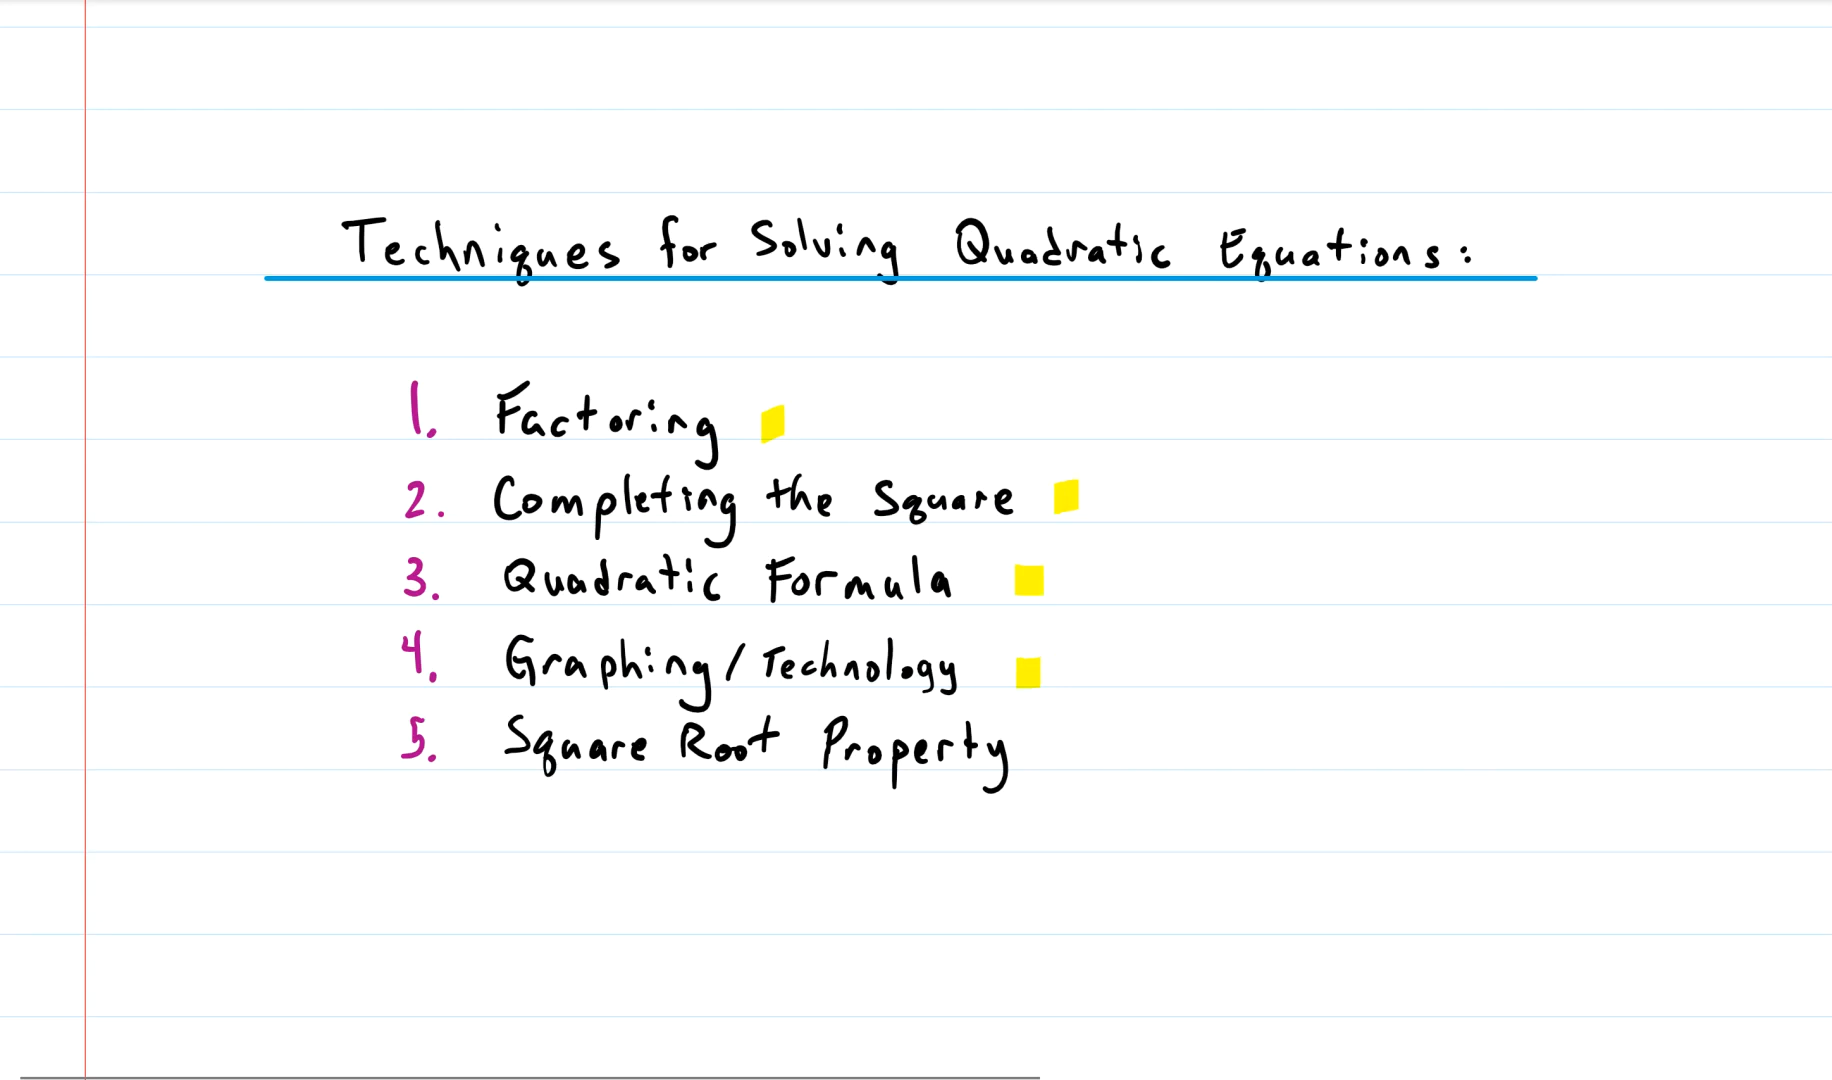 Techniques for Solving Quadratic Equations:
1. Factoring
2. Completing the Square
3. Quadratic Formula
4. Graphing/Technology
5. Square Root Property